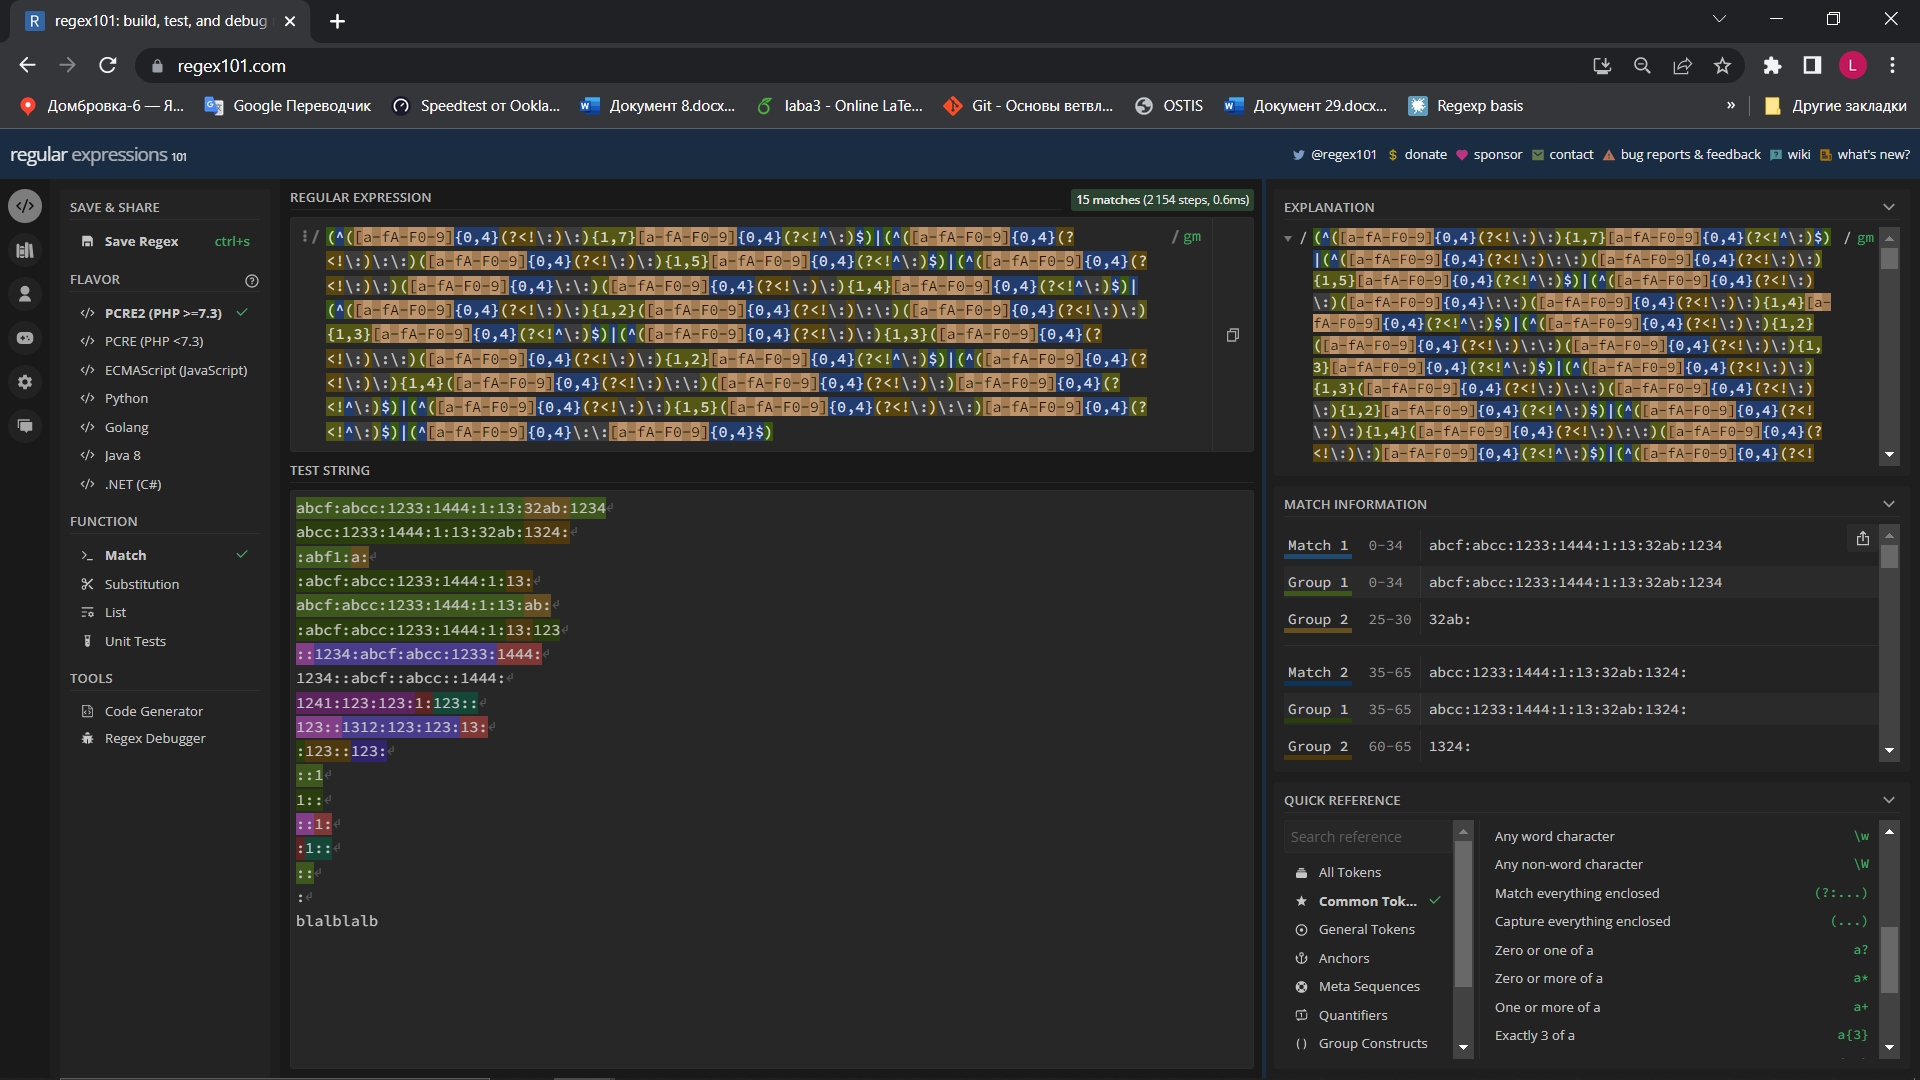 regex101: build, test, and debug
regex101.com
Домбровка-6 — Я...
Google Переводчик
Speedtest от Ookla...
Документ 8.docx...
laba3 - Online LaTe...
Git - Основы ветвл...
OSTIS
Документ 29.docx...
Regexp basis
»
Другие закладки
L
regular expressions 101
@regex101
$ donate
sponsor
contact
bug reports & feedback
wiki
what's new?
SAVE & SHARE
Save Regex ctrl+s
FLAVOR
PCRE2 (PHP >=7.3)
PCRE (PHP <7.3)
ECMAScript (JavaScript)
Python
Golang
Java 8
.NET (C#)
FUNCTION
Match
Substitution
List
Unit Tests
TOOLS
Code Generator
Regex Debugger
REGULAR EXPRESSION
15 matches (2154 steps, 0.6ms)
/ (^([a-fA-F0-9]{0,4}(?<!\:)\:){1,7}[a-fA-F0-9]{0,4}(?<!^\:)$)|(^([a-fA-F0-9]{0,4}(? / gm
<!\:)\:\:)([a-fA-F0-9]{0,4}(?<!\:)\:){1,5}[a-fA-F0-9]{0,4}(?<!^\:)$)|(^([a-fA-F0-9]{0,4}(?
<!\:)\:)([a-fA-F0-9]{0,4}\:\:)([a-fA-F0-9]{0,4}(?<!\:)\:){1,4}[a-fA-F0-9]{0,4}(?<!^\:)$)|
(^([a-fA-F0-9]{0,4}(?<!\:)\:){1,2}([a-fA-F0-9]{0,4}(?<!\:)\:\:)([a-fA-F0-9]{0,4}(?<!\:)\:)
{1,3}[a-fA-F0-9]{0,4}(?<!^\:)$)|(^([a-fA-F0-9]{0,4}(?<!\:)\:){1,3}([a-fA-F0-9]{0,4}(?
<!\:)\:\:)([a-fA-F0-9]{0,4}(?<!\:)\:){1,2}[a-fA-F0-9]{0,4}(?<!^\:)$)|(^([a-fA-F0-9]{0,4}(?
<!\:)\:){1,4}([a-fA-F0-9]{0,4}(?<!\:)\:\:)([a-fA-F0-9]{0,4}(?<!\:)\:)[a-fA-F0-9]{0,4}(?
<!^\:)$)|(^([a-fA-F0-9]{0,4}(?<!\:)\:){1,5}([a-fA-F0-9]{0,4}(?<!\:)\:\:)[a-fA-F0-9]{0,4}(?
<!^\:)$)|(^[a-fA-F0-9]{0,4}\:\:[a-fA-F0-9]{0,4}$)
TEST STRING
abcf:abcc:1233:1444:1:13:32ab:1234
abcc:1233:1444:1:13:32ab:1324:
:abf1:a:
:abcf:abcc:1233:1444:1:13:
abcf:abcc:1233:1444:1:13:ab:
:abcf:abcc:1233:1444:1:13:123
::1234:abcf:abcc:1233:1444:
1234::abcf::abcc::1444:
1241:123:123:1:123::
123::1312:123:123:13:
:123::123:
::1
1::
::1:
:1::
::
:
blalblalb
EXPLANATION
/ (^([a-fA-F0-9]{0,4}(?<!\:)\:){1,7}[a-fA-F0-9]{0,4}(?<!^\:)$) / gm
|(^([a-fA-F0-9]{0,4}(?<!\:)\:\:)([a-fA-F0-9]{0,4}(?<!\:)\:)
{1,5}[a-fA-F0-9]{0,4}(?<!^\:)$)|(^([a-fA-F0-9]{0,4}(?<!\:)
\:)([a-fA-F0-9]{0,4}\:\:)([a-fA-F0-9]{0,4}(?<!\:)\:){1,4}[a-
fA-F0-9]{0,4}(?<!^\:)$)|(^([a-fA-F0-9]{0,4}(?<!\:)\:){1,2}
([a-fA-F0-9]{0,4}(?<!\:)\:\:)([a-fA-F0-9]{0,4}(?<!\:)\:){1,
3}[a-fA-F0-9]{0,4}(?<!^\:)$)|(^([a-fA-F0-9]{0,4}(?<!\:)\:)
{1,3}([a-fA-F0-9]{0,4}(?<!\:)\:\:)([a-fA-F0-9]{0,4}(?<!\:)
\:){1,2}[a-fA-F0-9]{0,4}(?<!^\:)$)|(^([a-fA-F0-9]{0,4}(?<!
\:)\:){1,4}([a-fA-F0-9]{0,4}(?<!\:)\:\:)([a-fA-F0-9]{0,4}(?
<!\:)\:)[a-fA-F0-9]{0,4}(?<!^\:)$)|(^([a-fA-F0-9]{0,4}(?<!
MATCH INFORMATION
Match 1 0-34 abcf:abcc:1233:1444:1:13:32ab:1234
Group 1 0-34 abcf:abcc:1233:1444:1:13:32ab:1234
Group 2 25-30 32ab:
Match 2 35-65 abcc:1233:1444:1:13:32ab:1324:
Group 1 35-65 abcc:1233:1444:1:13:32ab:1324:
Group 2 60-65 1324:
QUICK REFERENCE
Search reference
All Tokens
Common Tok...
General Tokens
Anchors
Meta Sequences
Quantifiers
Group Constructs
Any word character \w
Any non-word character \W
Match everything enclosed (?:...)
Capture everything enclosed (...)
Zero or one of a a?
Zero or more of a a*
One or more of a a+
Exactly 3 of a a{3}